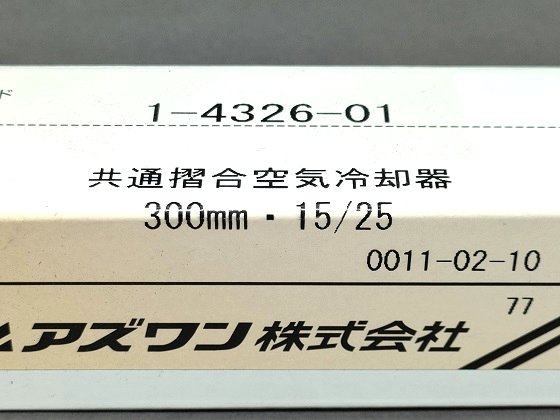 ド
1-4326-01
共通摺合空気冷却器
300mm・15/25
0011-02-10
77
アズワン株式会社